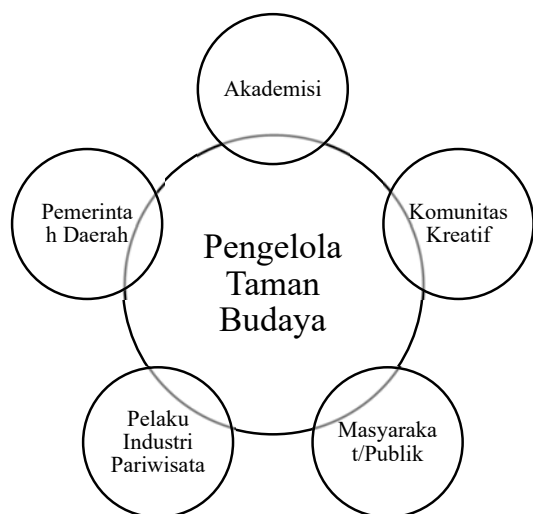 Akademisi
Pemerinta
h Daerah
Komunitas
Kreatif
Pengelola
Taman
Budaya
Pelaku
Industri
Pariwisata
Masyaraka
t/Publik